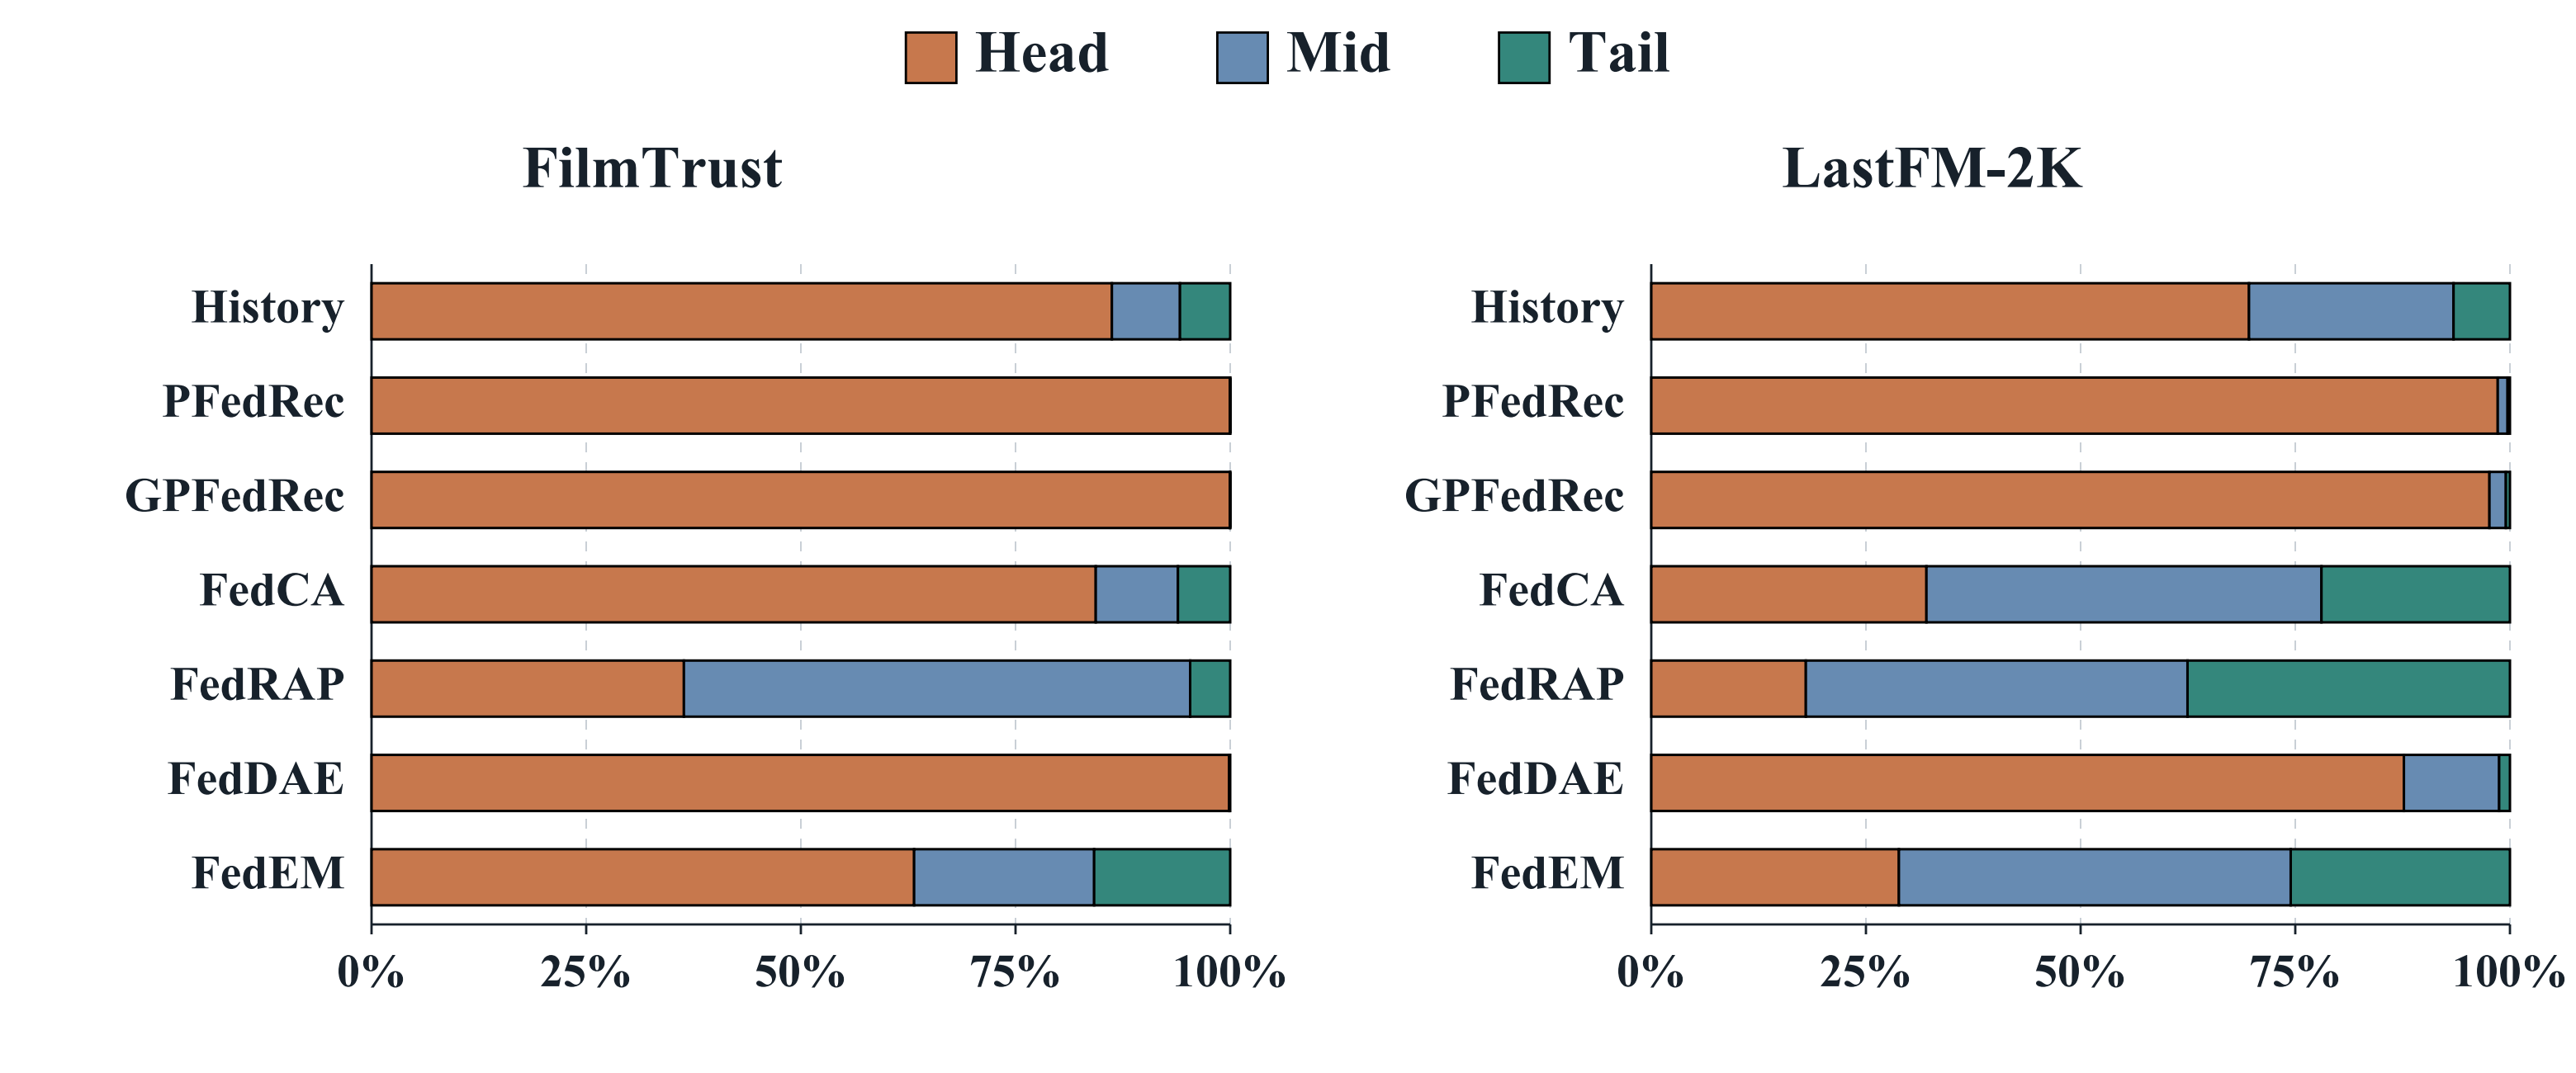 Head Mid Tail
FilmTrust
History
PFedRec
GPFedRec
FedCA
FedRAP
FedDAE
FedEM
0% 25% 50% 75% 100%
LastFM-2K
History
PFedRec
GPFedRec
FedCA
FedRAP
FedDAE
FedEM
0% 25% 50% 75% 100%